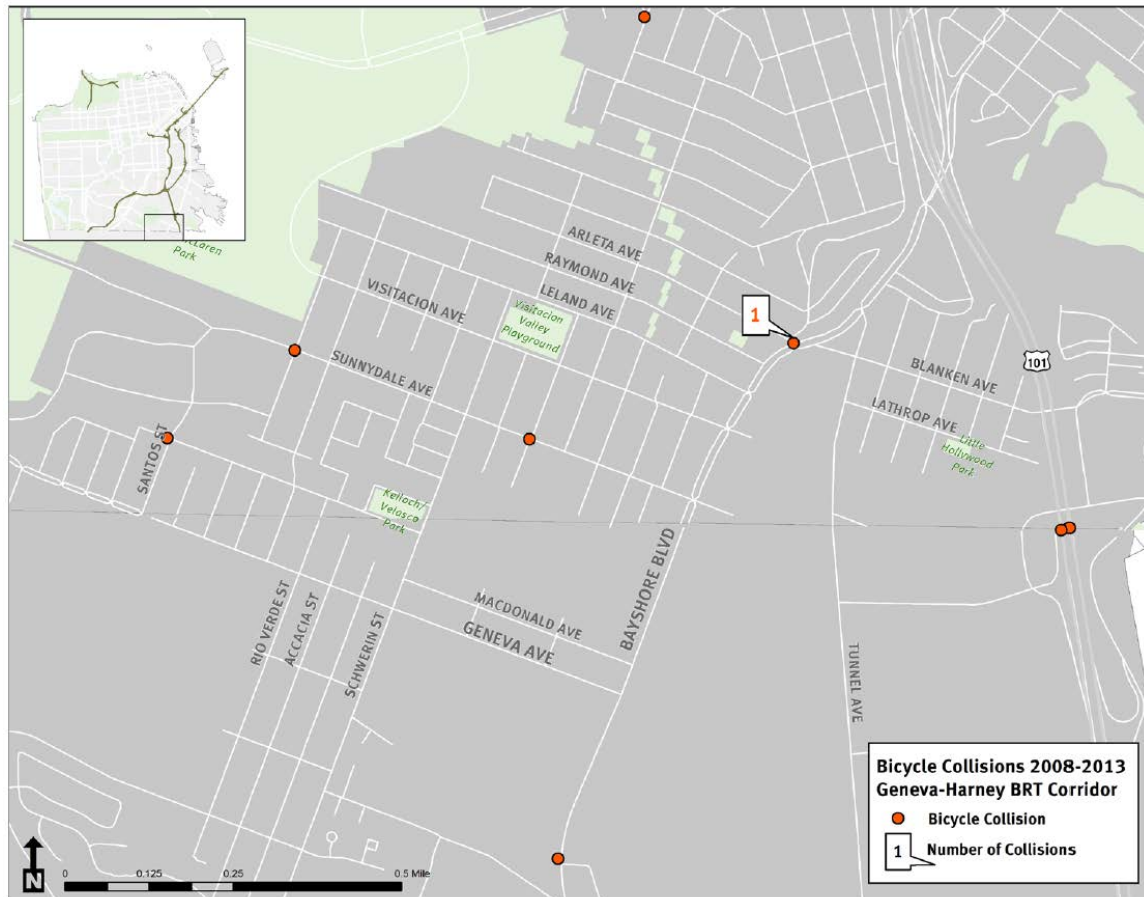 McLaren
Park
ARLETA AVE
RAYMOND AVE
LELAND AVE
VISITACION AVE
Visitacion
Valley
Playground
1
SUNNYDALE AVE
101
BLANKEN AVE
LATHROP AVE
Little
Hollywood
Park
SANTOS ST
Kelloch/
Velasco
Park
RIO VERDE ST
ACCACIA ST
SCHWERIN ST
MACDONALD AVE
GENEVA AVE
BAYSHORE BLVD
TUNNEL AVE
Bicycle Collisions 2008-2013
Geneva-Harney BRT Corridor
Bicycle Collision
1 Number of Collisions
N
0 0.125 0.25 0.5 Mile